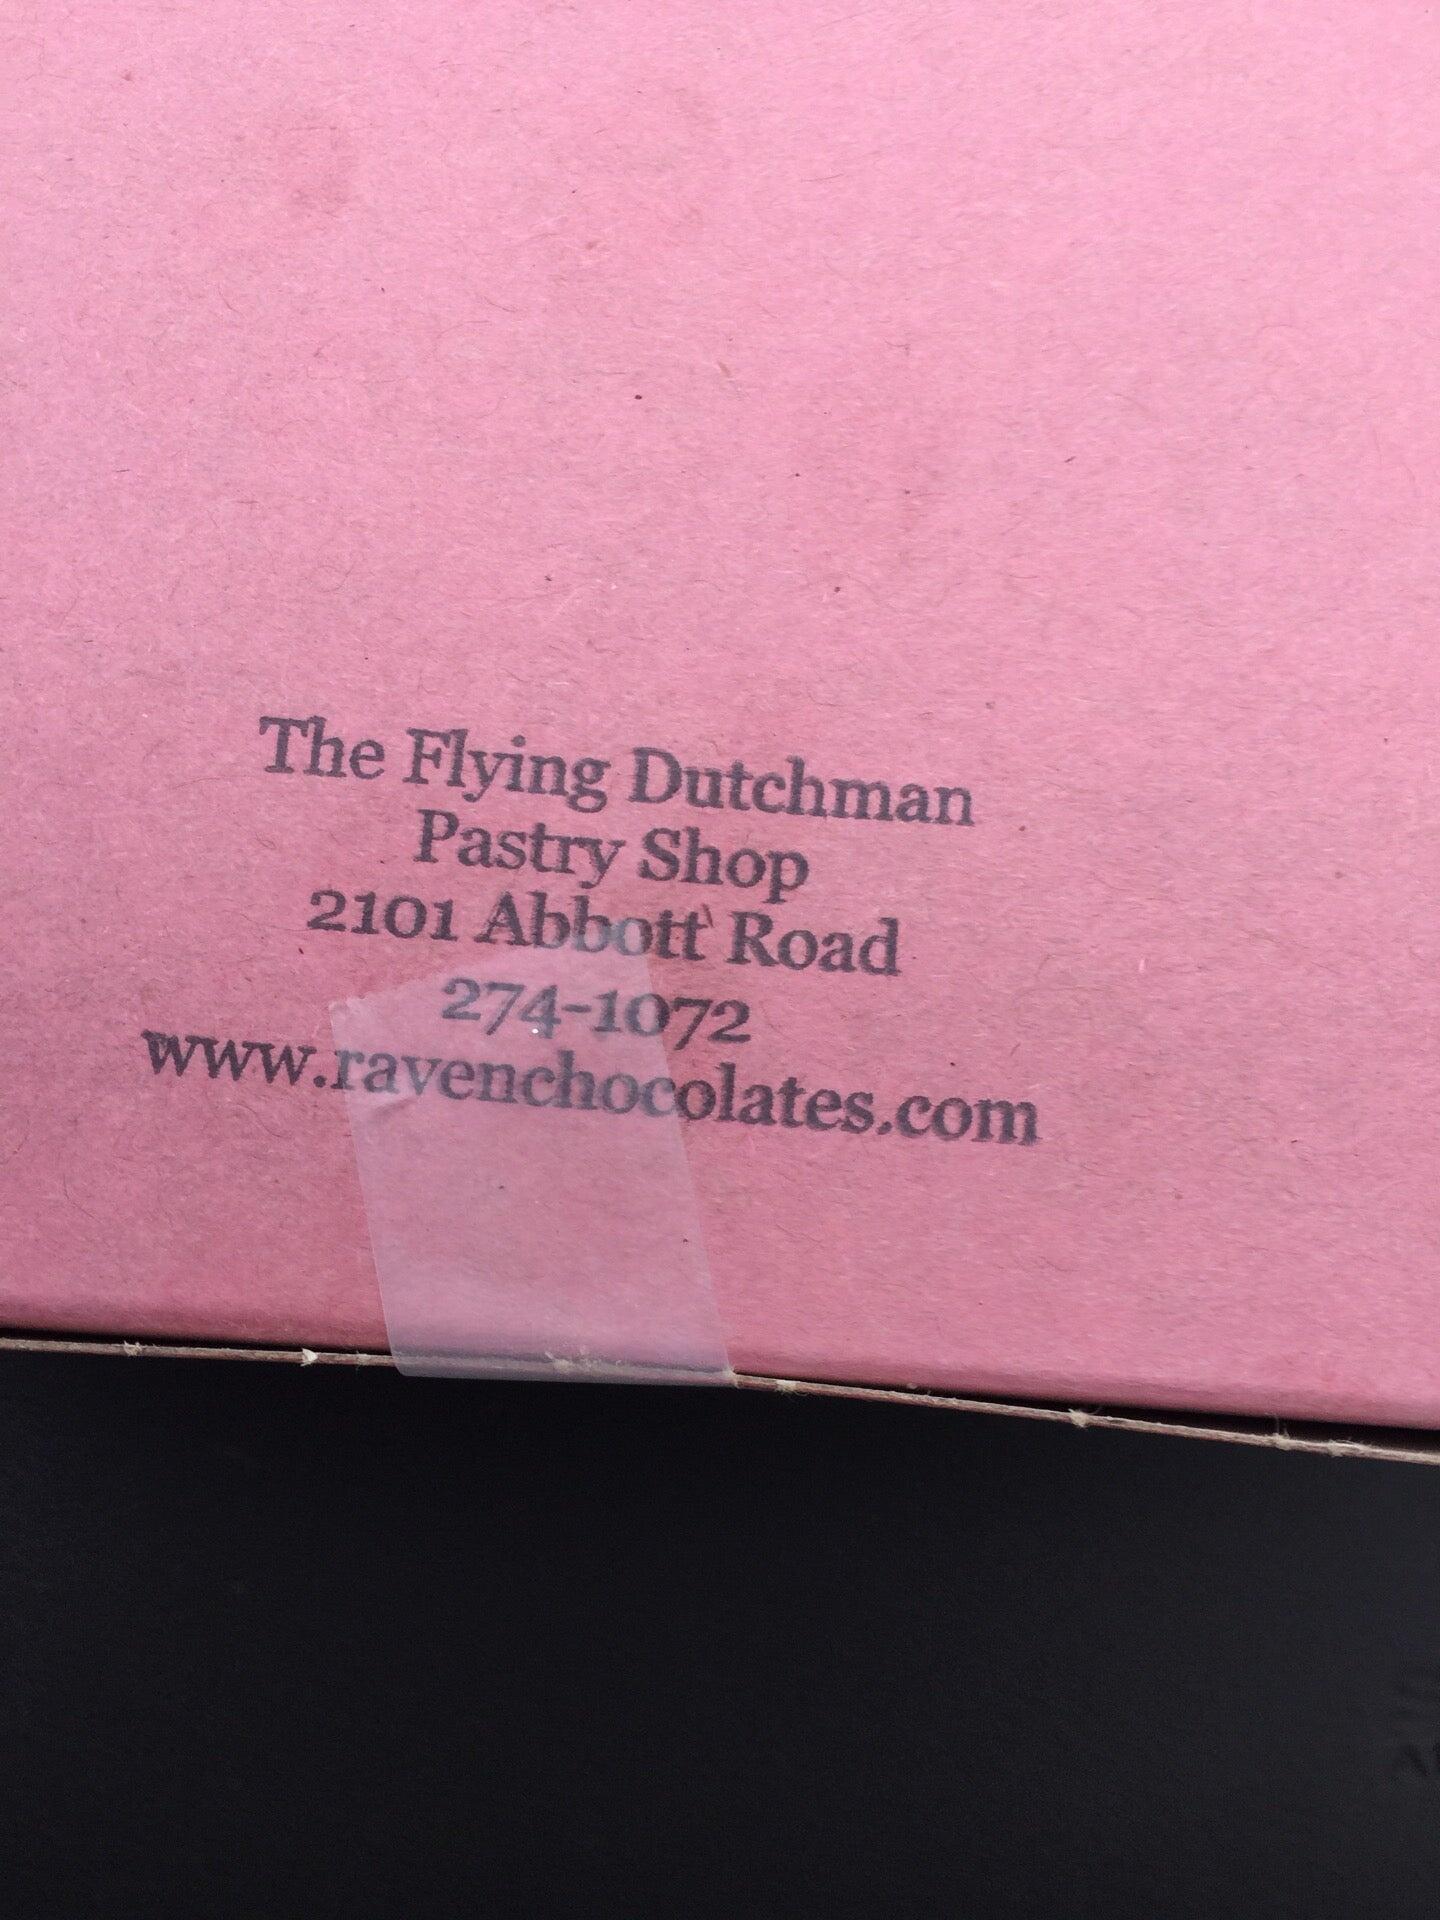 The Flying Dutchman
Pastry Shop
2101 Abbott Road
274-1072
www.ravenchocolates.com